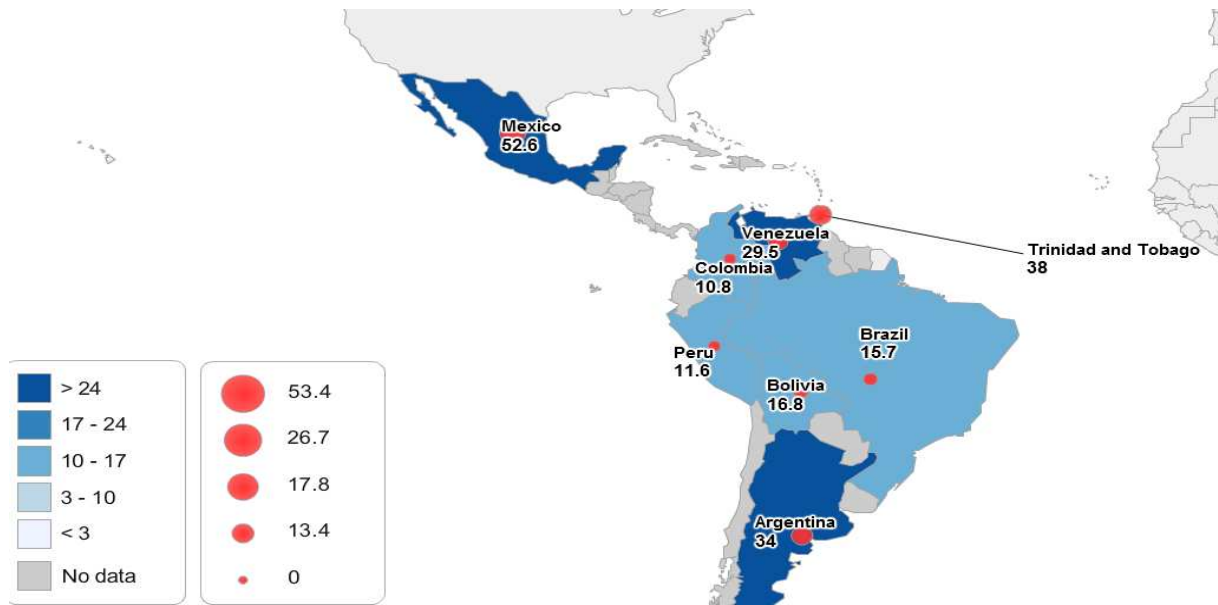 Mexico
52.6
Venezuela
29.5
Trinidad and Tobago
38
Colombia
10.8
Brazil
15.7
Peru
11.6
Bolivia
16.8
Argentina
34
> 24
17 - 24
10 - 17
3 - 10
< 3
No data
53.4
26.7
17.8
13.4
0